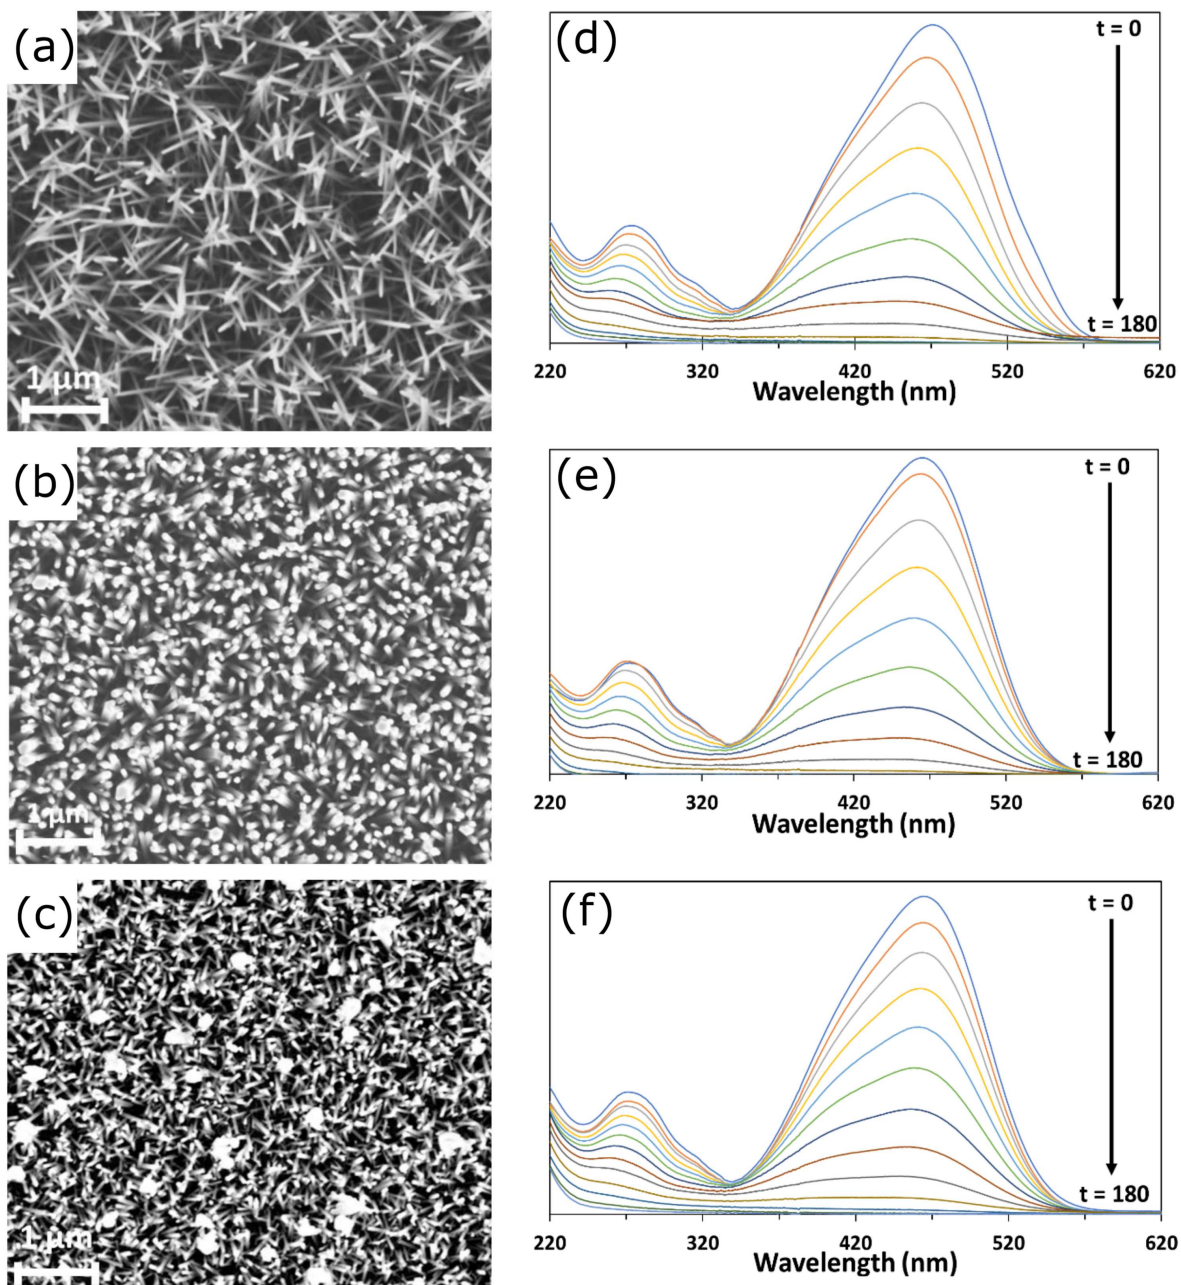 (a)
1 µm
(d)
t = 0
t = 180
220 320 420 520 620
Wavelength (nm)
(b)
1 µm
(e)
t = 0
t = 180
220 320 420 520 620
Wavelength (nm)
(c)
1 µm
(f)
t = 0
t = 180
220 320 420 520 620
Wavelength (nm)